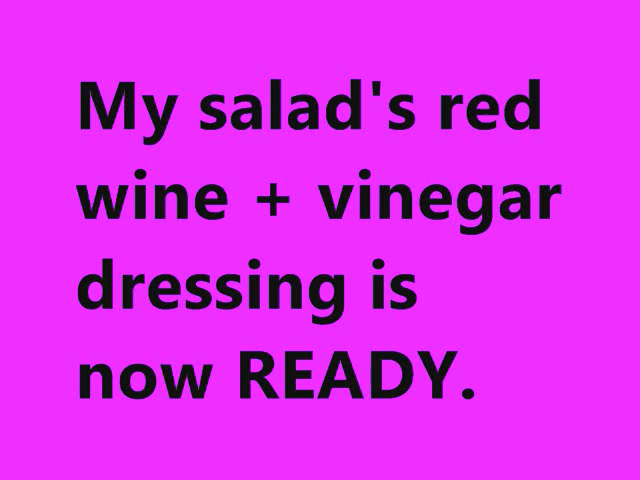 My salad's red
wine + vinegar
dressing is
now READY.